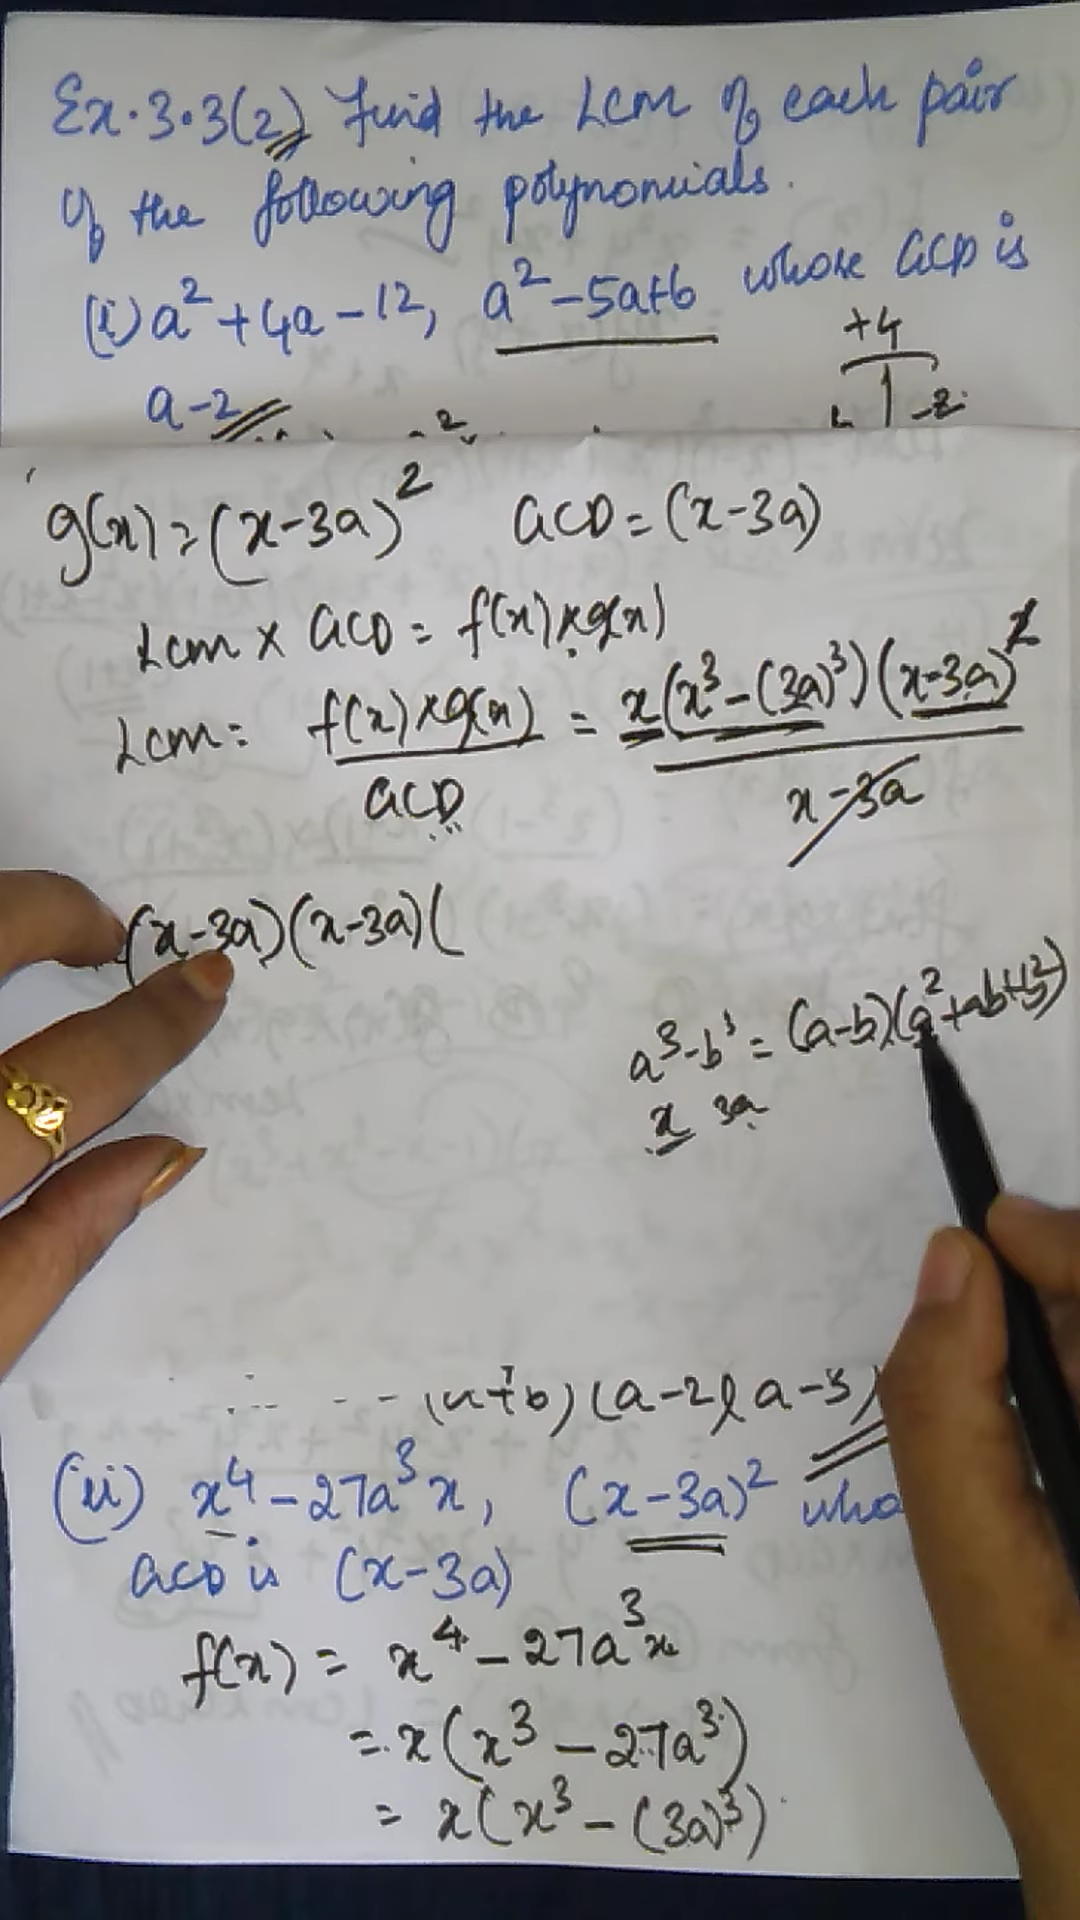 Ex.3.3(2) Find the Lcm of each pair
of the following polynomials.
(i) a²+4a-12, a²-5a+6 whose GCD is
a-2
+4
-2
g(x)=(x-3a)² GCD=(x-3a)
Lcm x GCD = f(x)xg(x)
Lcm= f(x)xg(x)/GCD = x(x³-(3a)³)(x-3a)²/x-3a
(x-3a)(x-3a)(
a³-b³=(a-b)(a²+ab+b²)
x 3a
(a-2)(a-3)
(ii) x⁴-27a³x, (x-3a)²
GCD is (x-3a)
f(x) = x⁴-27a³x
=x(x³-27a³)
= x(x³-(3a)³)